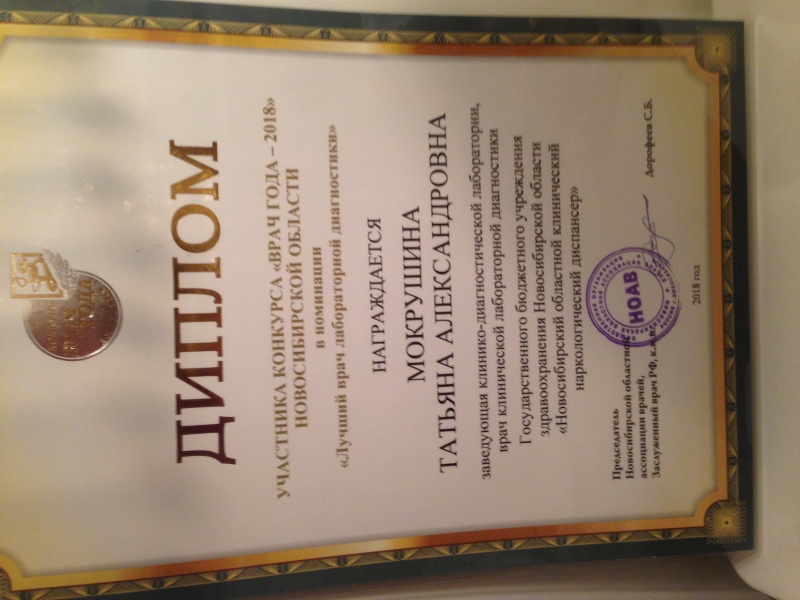 ДИПЛОМ
УЧАСТНИКА КОНКУРСА «ВРАЧ ГОДА – 2018»
НОВОСИБИРСКОЙ ОБЛАСТИ
в номинации
«Лучший врач лабораторной диагностики»
НАГРАЖДАЕТСЯ
МОКРУШИНА
ТАТЬЯНА АЛЕКСАНДРОВНА
заведующая клинико-диагностической лаборатории,
врач клинической лабораторной диагностики
Государственного бюджетного учреждения
здравоохранения Новосибирской области
«Новосибирский областной клинический
наркологический диспансер»
Председатель
Новосибирской областной
ассоциации врачей,
Заслуженный врач РФ,
Дорофеев С.Б.
НОАВ
2018 год